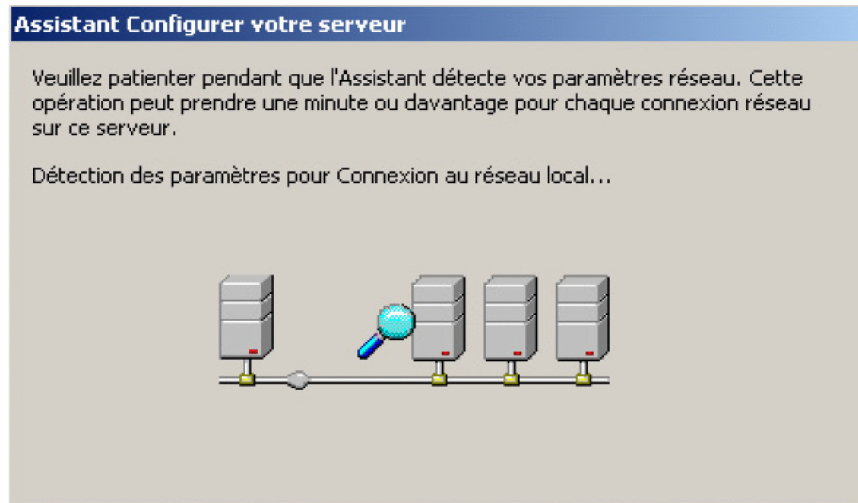 Assistant Configurer votre serveur
Veuillez patienter pendant que l'Assistant détecte vos paramètres réseau. Cette
opération peut prendre une minute ou davantage pour chaque connexion réseau
sur ce serveur.
Détection des paramètres pour Connexion au réseau local...